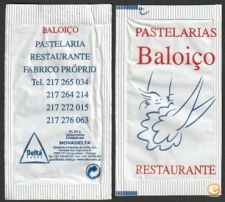 BALOIÇO
PASTELARIA
RESTAURANTE
FABRICO PRÓPRIO
Tel. 217 265 034
217 264 214
217 272 015
217 276 063
Delta
CAFÉS
NOVADELTA
PASTELARIAS
Baloiço
RESTAURANTE